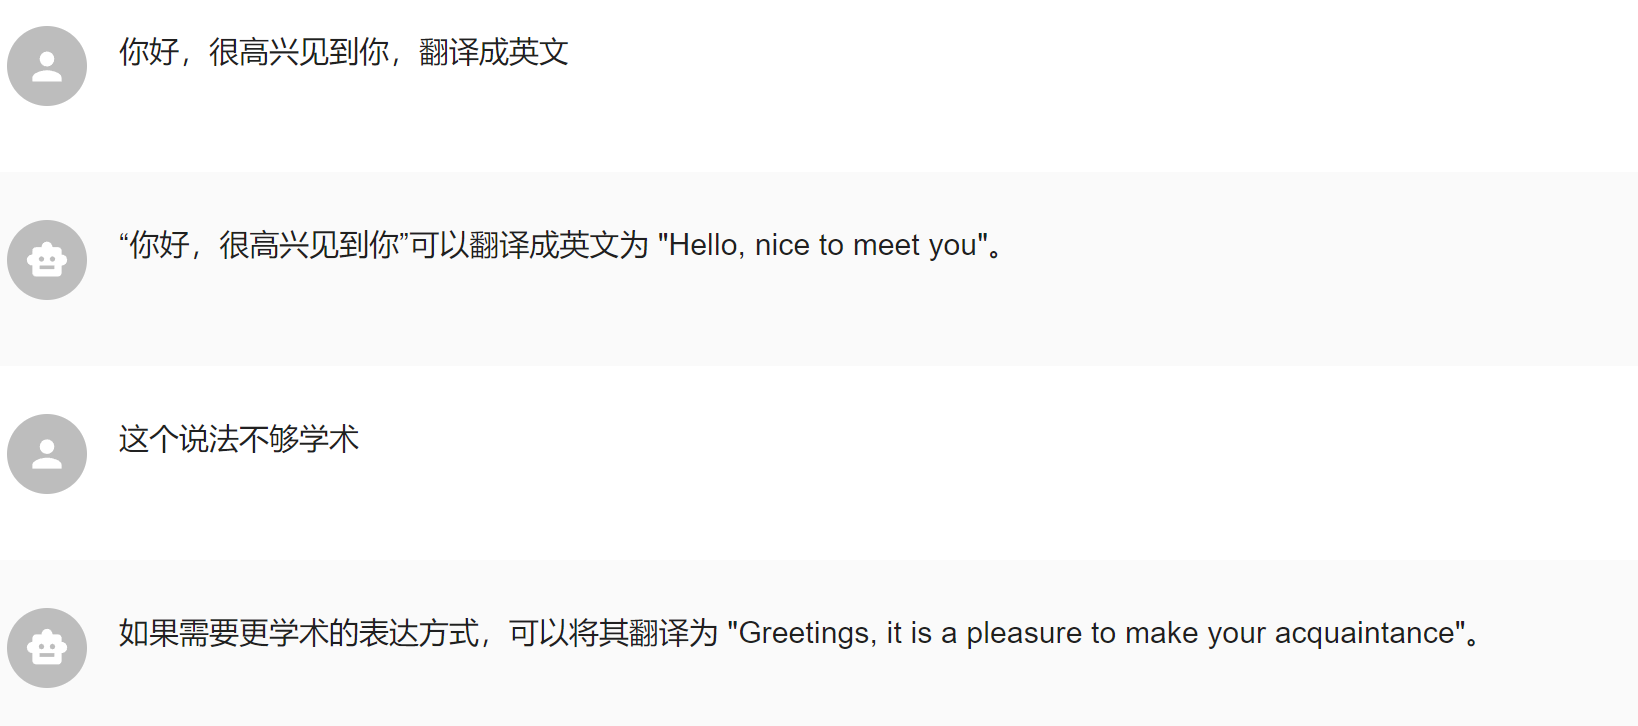 你好，很高兴见到你，翻译成英文
“你好，很高兴见到你”可以翻译成英文为 "Hello, nice to meet you"。
这个说法不够学术
如果需要更学术的表达方式，可以将其翻译为 "Greetings, it is a pleasure to make your acquaintance"。